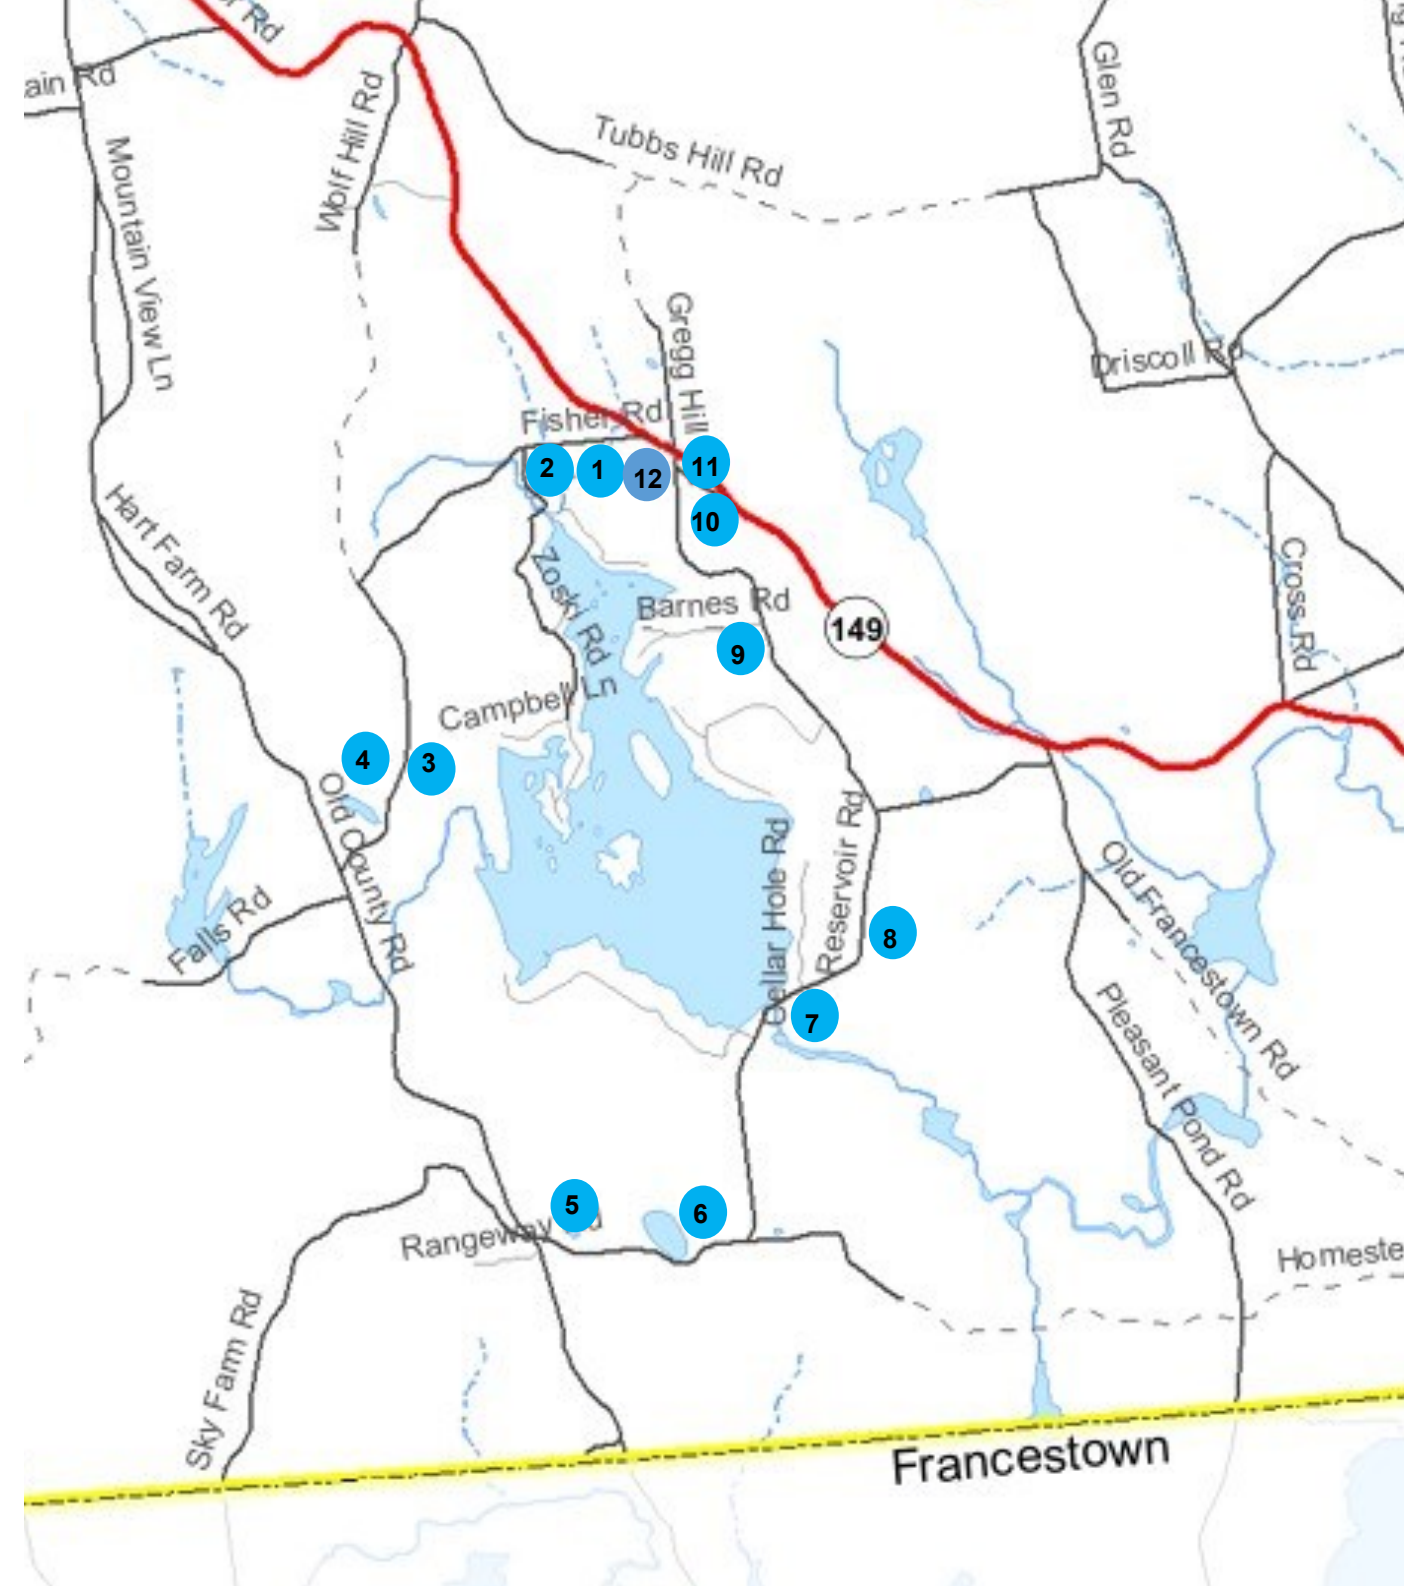 Rd
ain Rd
Wolf Hill Rd
Glen Rd
Tubbs Hill Rd
Mountain View Ln
Gregg Hill
Driscoll Rd
Fisher Rd
2
1
12
11
10
Hart Farm Rd
Zoski Rd
Barnes Rd
Cross Rd
149
9
Campbell Ln
4
3
Old County Rd
Cellar Hole Rd
Reservoir Rd
Old Francestown Rd
Falls Rd
8
7
Pleasant Pond Rd
5
6
Rangeway Rd
Homeste
Sky Farm Rd
Francestown